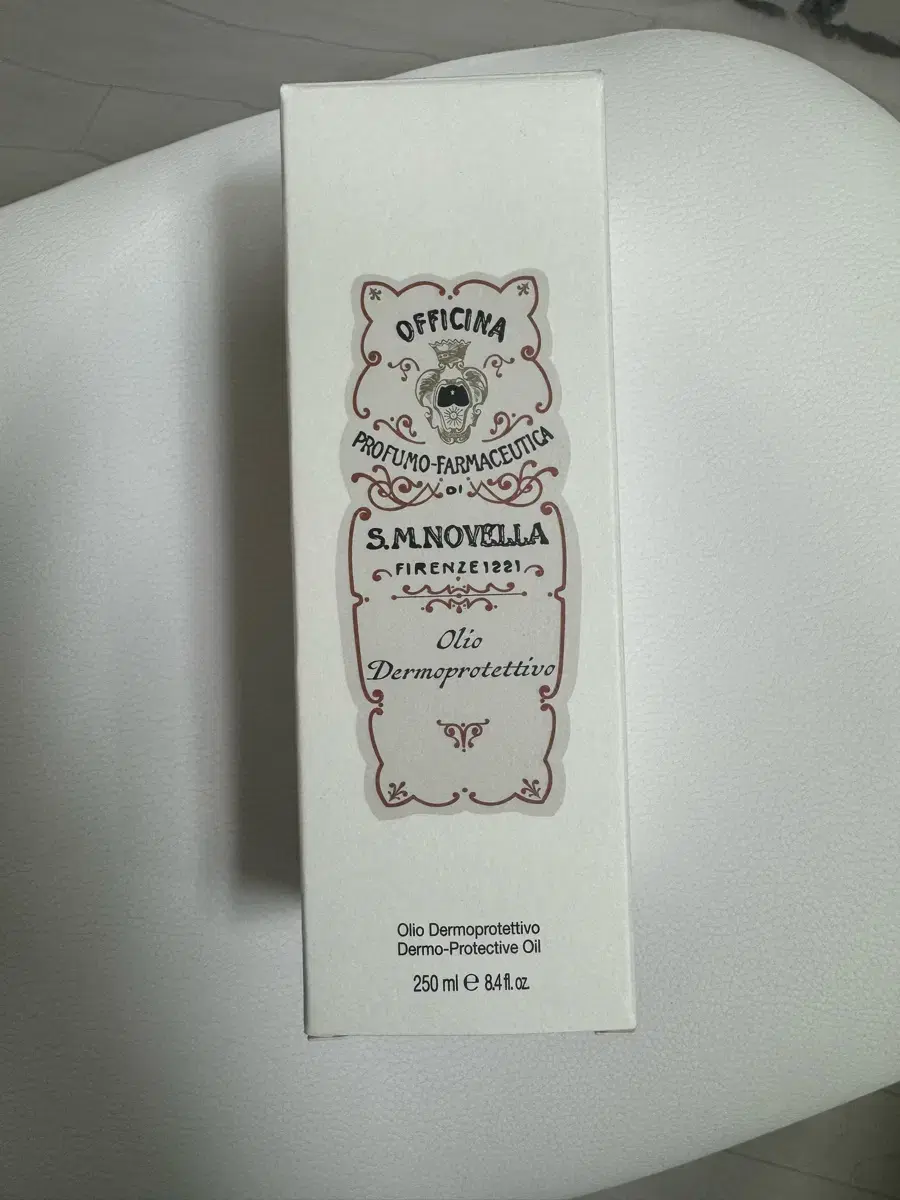 OFFICINA
PROFUMO-FARMACEUTICA
DI
S.M.NOVELLA
FIRENZE 1221
Olio
Dermoprotettivo
Olio Dermoprotettivo
Dermo-Protective Oil
250 ml ℮ 8.4 fl. oz.